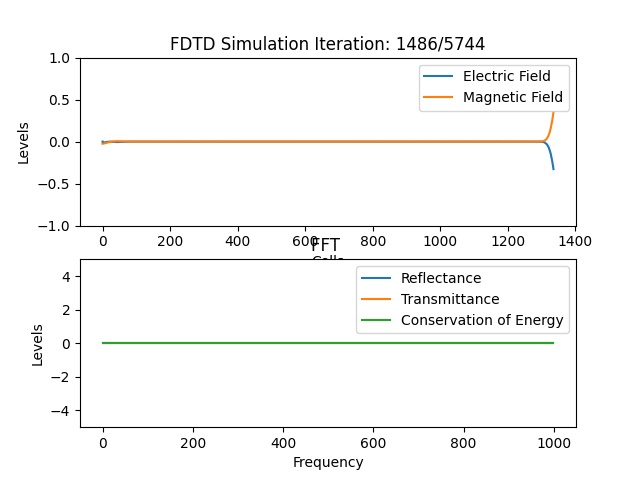 FDTD Simulation Iteration: 1486/5744
1.0
0.5
0.0
−0.5
−1.0
Levels
Electric Field
Magnetic Field
0 200 400 600 800 1000 1200 1400
FFT
4
2
0
−2
−4
Levels
Reflectance
Transmittance
Conservation of Energy
0 200 400 600 800 1000
Frequency